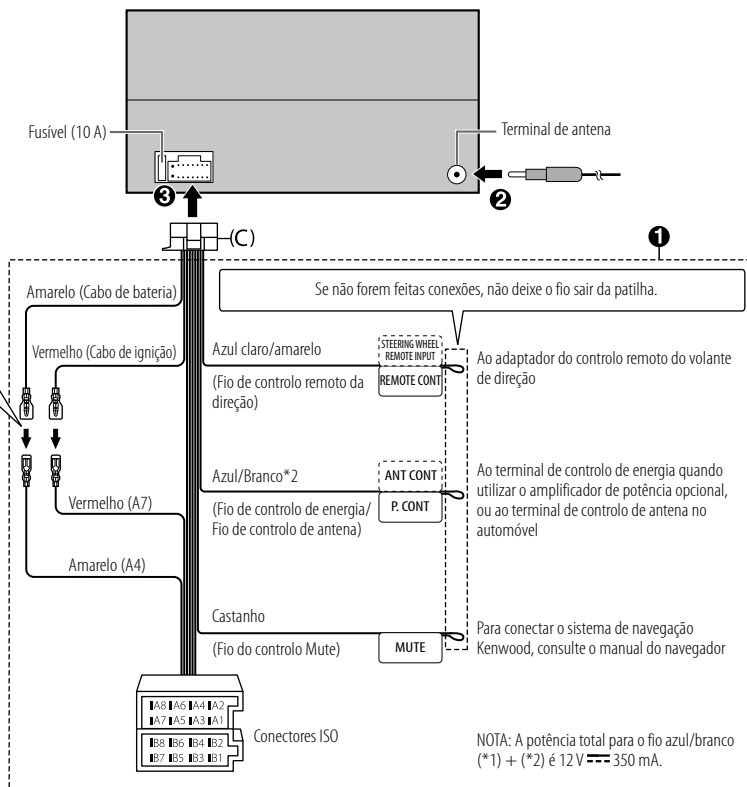 Fusível (10 A)
Terminal de antena
❸
❷
(C)
❶
Amarelo (Cabo de bateria)
Se não forem feitas conexões, não deixe o fio sair da patilha.
Vermelho (Cabo de ignição)
Azul claro/amarelo
(Fio de controlo remoto da
direção)
STEERING WHEEL
REMOTE INPUT
REMOTE CONT
Ao adaptador do controlo remoto do volante
de direção
Azul/Branco*2
(Fio de controlo de energia/
Fio de controlo de antena)
ANT CONT
P. CONT
Ao terminal de controlo de energia quando
utilizar o amplificador de potência opcional,
ou ao terminal de controlo de antena no
automóvel
Vermelho (A7)
Amarelo (A4)
Castanho
(Fio do controlo Mute)
MUTE
Para conectar o sistema de navegação
Kenwood, consulte o manual do navegador
A8 A6 A4 A2
A7 A5 A3 A1
B8 B6 B4 B2
B7 B5 B3 B1
Conectores ISO
NOTA: A potência total para o fio azul/branco
(*1) + (*2) é 12 V ⎓ 350 mA.